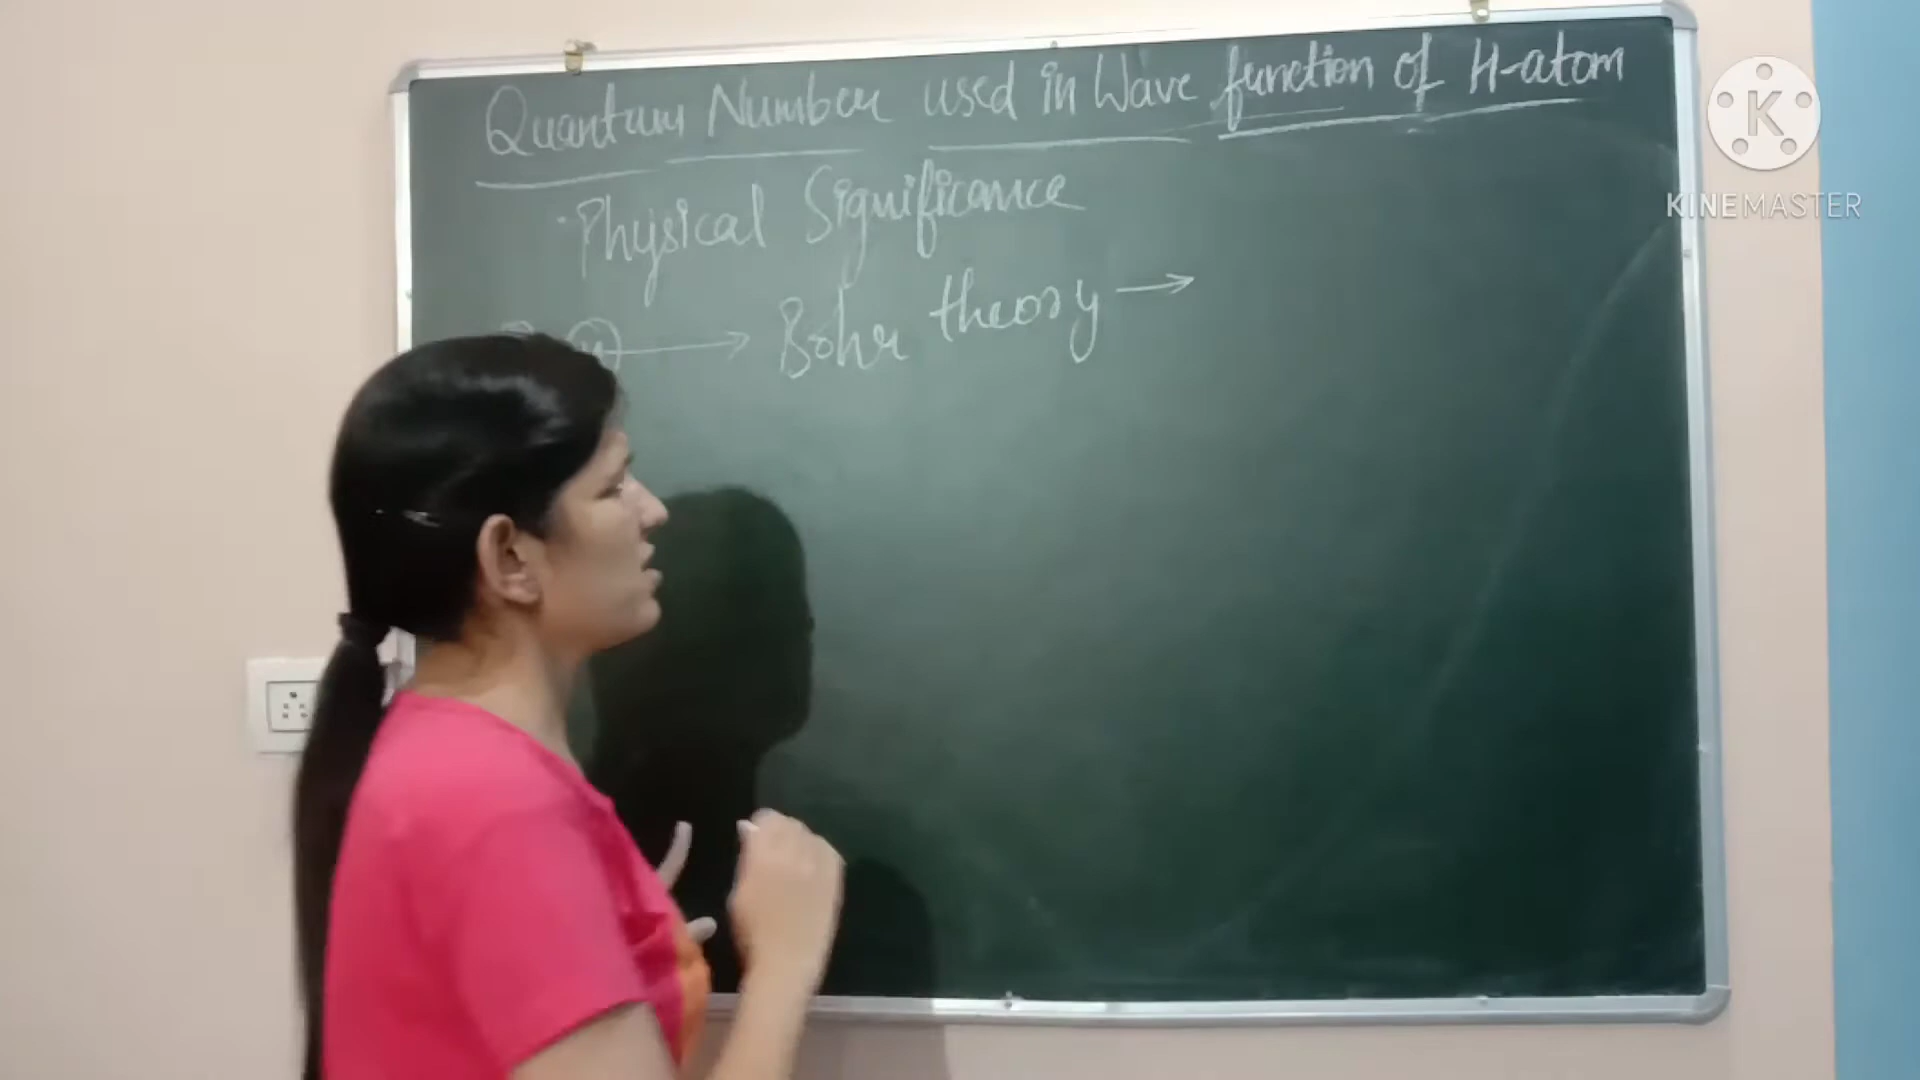 Quantum Number used in Wave function of H-atom
• Physical Significance
(n) → Bohr theory →
K
KINEMASTER